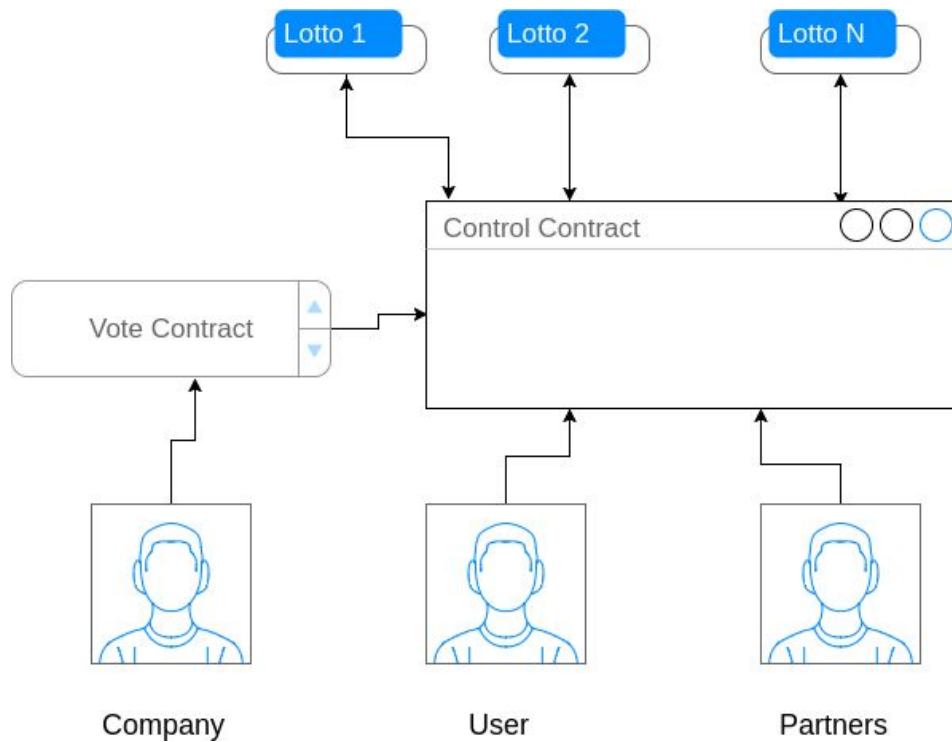 Lotto 1
Lotto 2
Lotto N
Control Contract
Vote Contract
Company
User
Partners